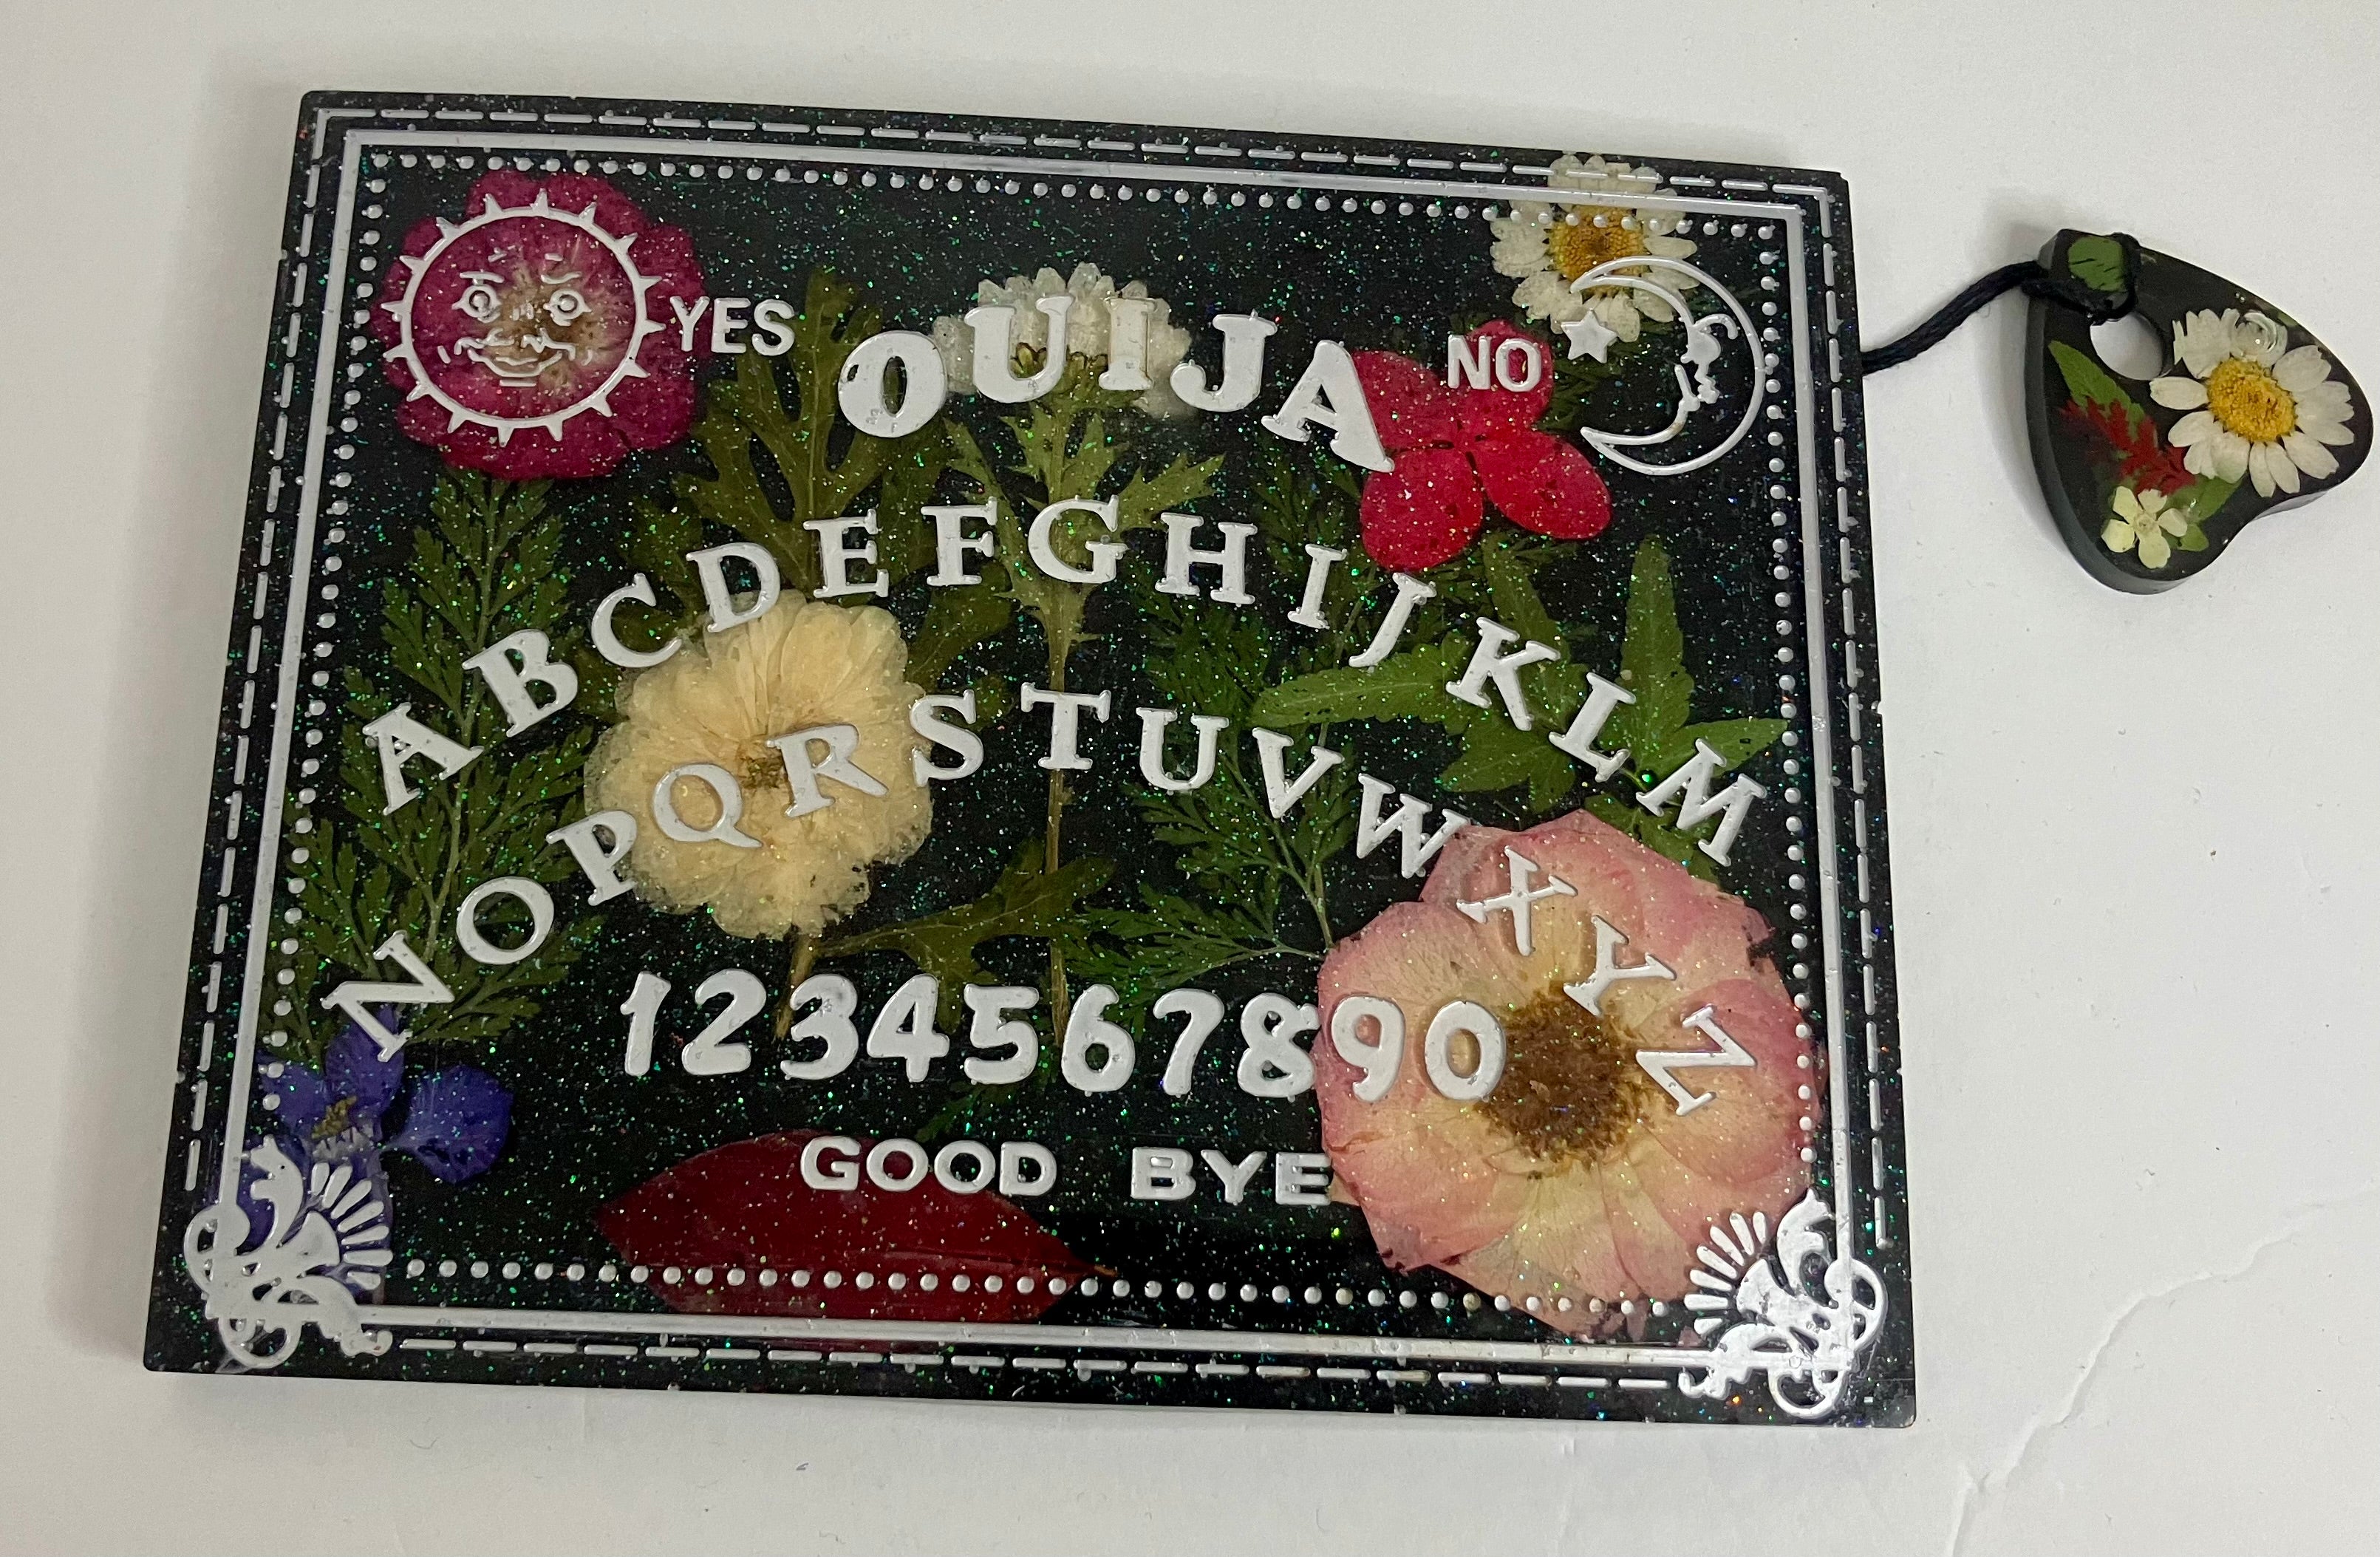 YES OUIJA NO
ABCDEFGHIJKLM
NOPQRSTUVWXYZ
1234567890
GOOD BYE